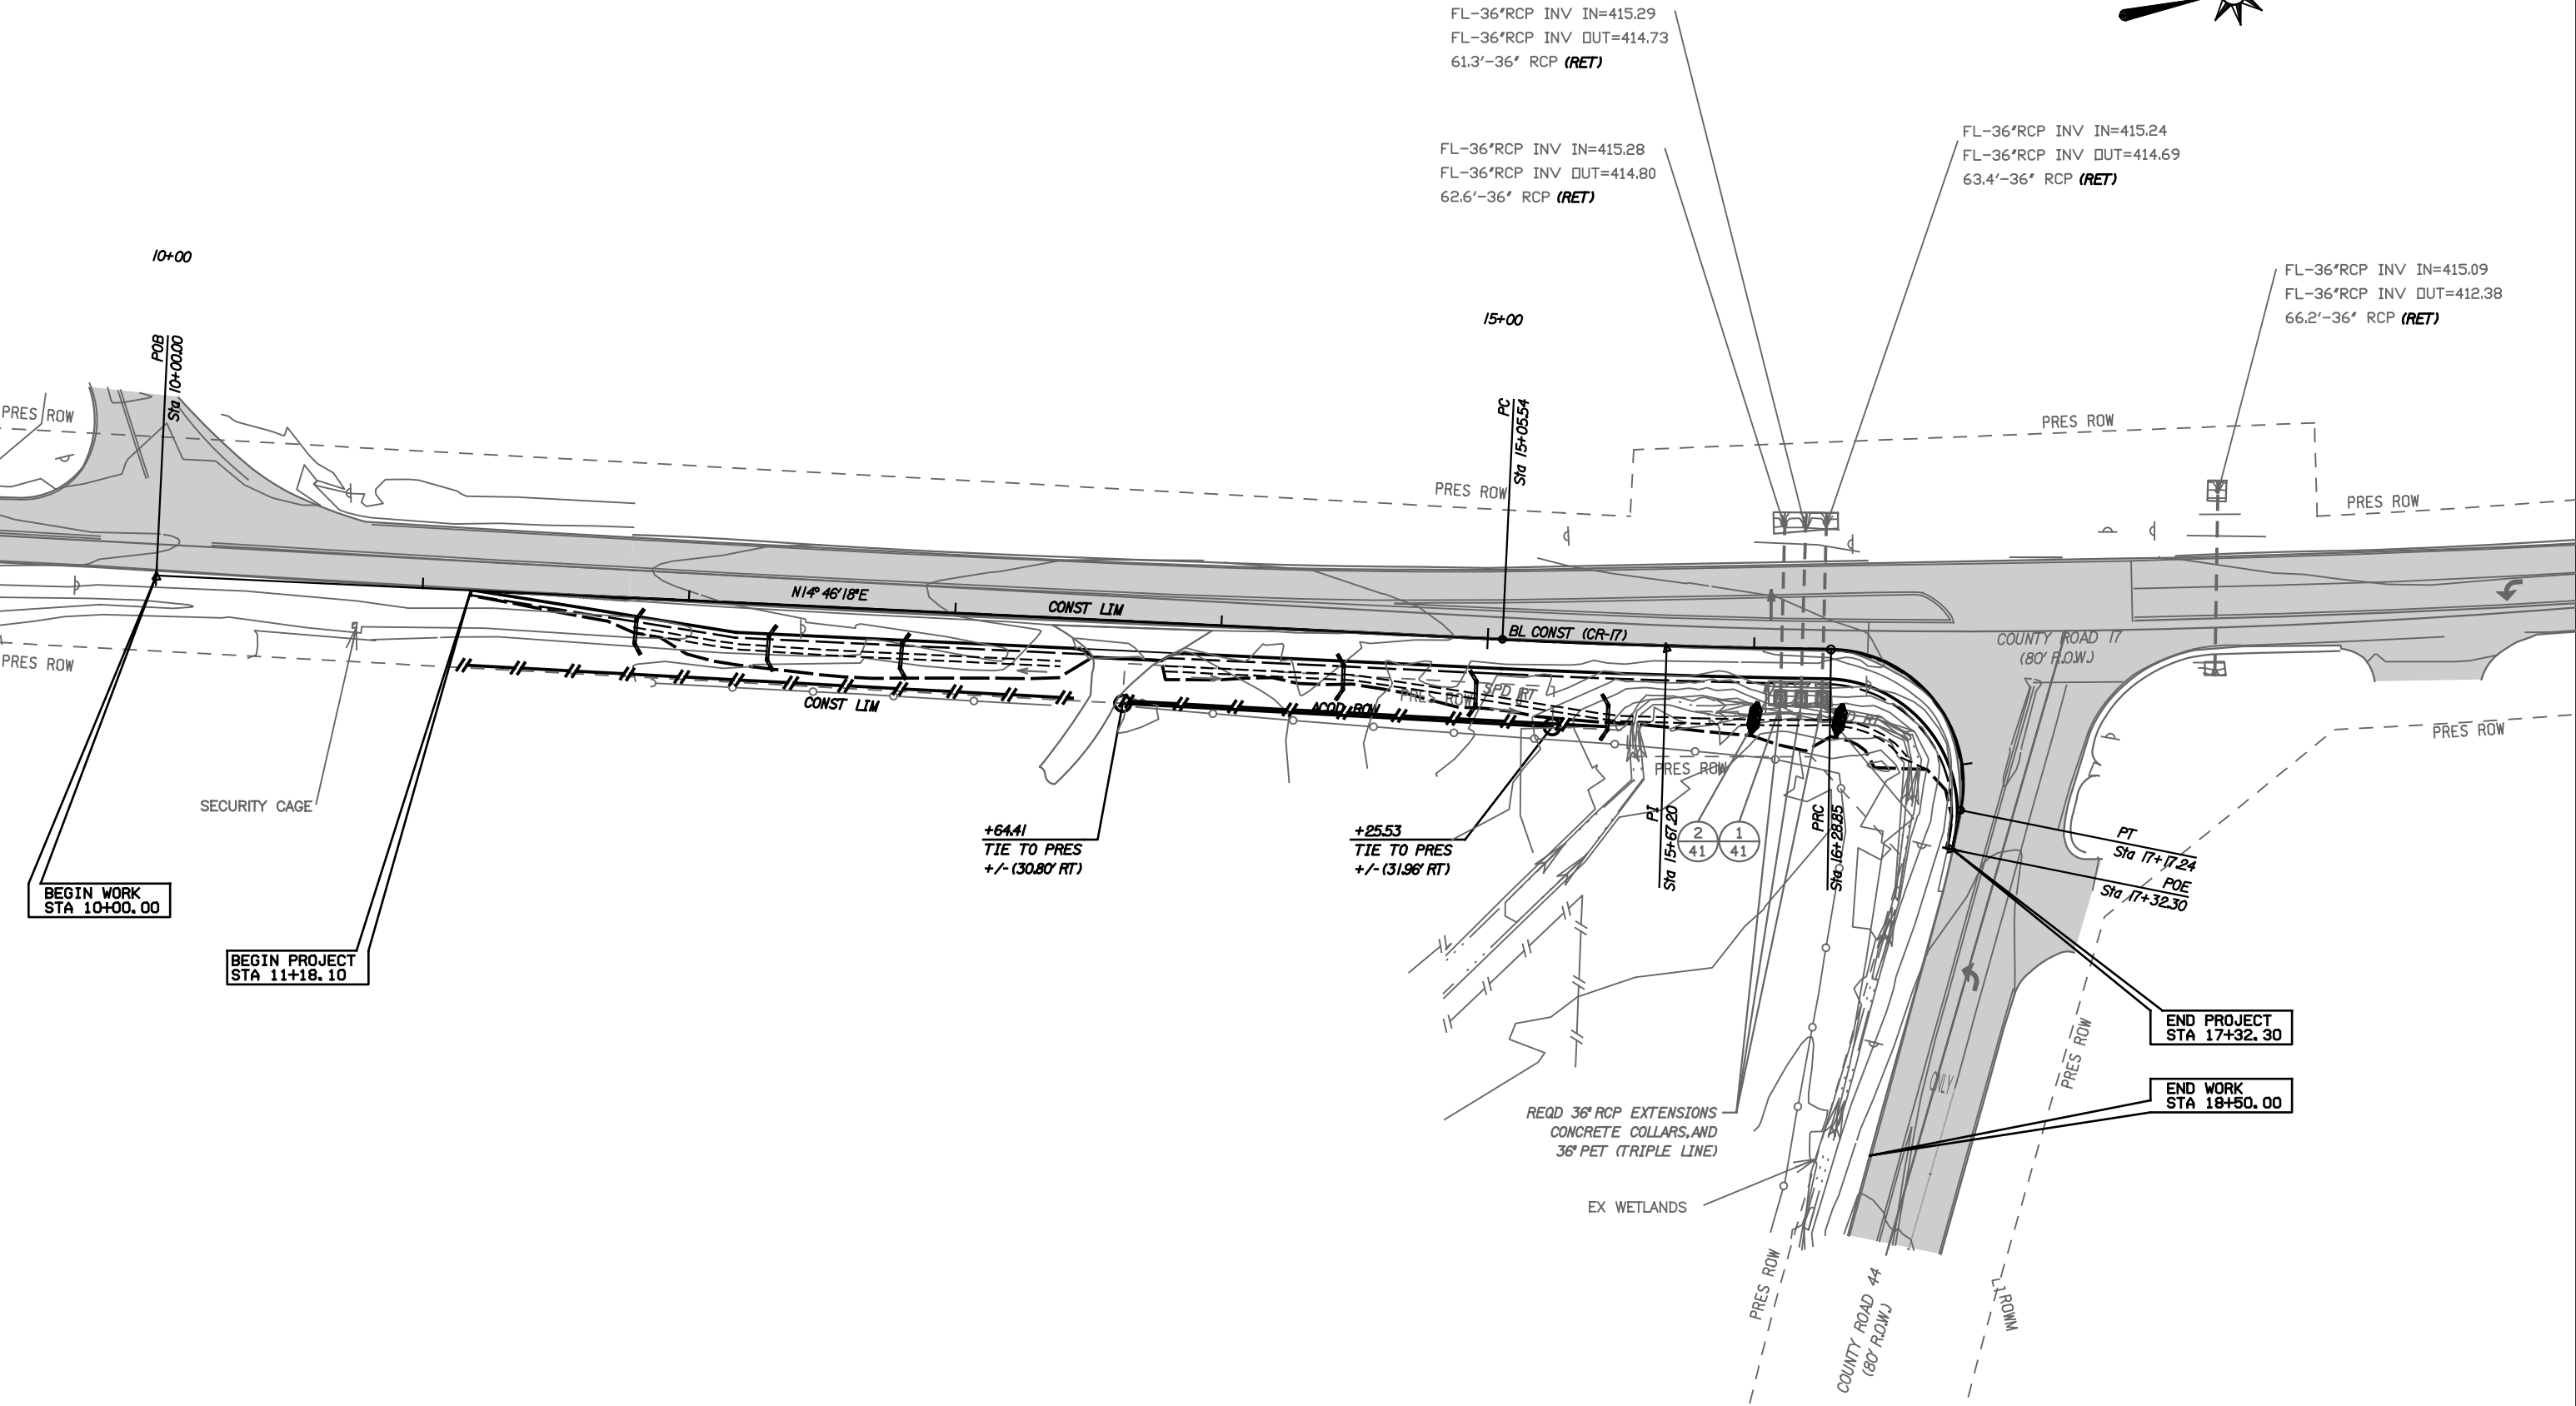 FL-36"RCP INV IN=415.29
FL-36"RCP INV OUT=414.73
61.3'-36" RCP (RET)
FL-36"RCP INV IN=415.28
FL-36"RCP INV OUT=414.80
62.6'-36" RCP (RET)
FL-36"RCP INV IN=415.24
FL-36"RCP INV OUT=414.69
63.4'-36" RCP (RET)
FL-36"RCP INV IN=415.09
FL-36"RCP INV OUT=412.38
66.2'-36" RCP (RET)
10+00
15+00
POB
Sta 10+00.00
PC
Sta 15+05.54
PRES ROW
PRES ROW
PRES ROW
PRES ROW
N 14° 46' 18" E
CONST LIM
BL CONST (CR-17)
COUNTY ROAD 17
(80' R.O.W.)
PRES ROW
CONST LIM
PRES ROW
SPD RT
ACQD ROW
PRES ROW
PRES ROW
SECURITY CAGE
+64.41
TIE TO PRES
+/- (30.80' RT)
+25.53
TIE TO PRES
+/- (31.96' RT)
PI
Sta 15+67.20
2
41
1
41
PRC
Sta 16+28.85
PT
Sta 17+17.24
POE
Sta 17+32.30
BEGIN WORK
STA 10+00.00
BEGIN PROJECT
STA 11+18.10
END PROJECT
STA 17+32.30
END WORK
STA 18+50.00
ONLY
PRES ROW
REQD 36" RCP EXTENSIONS
CONCRETE COLLARS, AND
36" PET (TRIPLE LINE)
EX WETLANDS
PRES ROW
COUNTY ROAD 44
(80' R.O.W.)